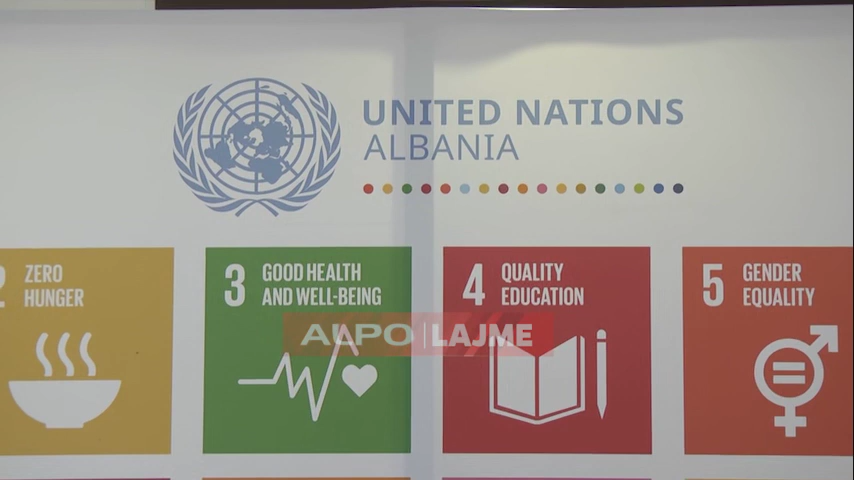 UNITED NATIONS
ALBANIA
2 ZERO
HUNGER
3 GOOD HEALTH
AND WELL-BEING
4 QUALITY
EDUCATION
5 GENDER
EQUALITY
ALPO LAJME